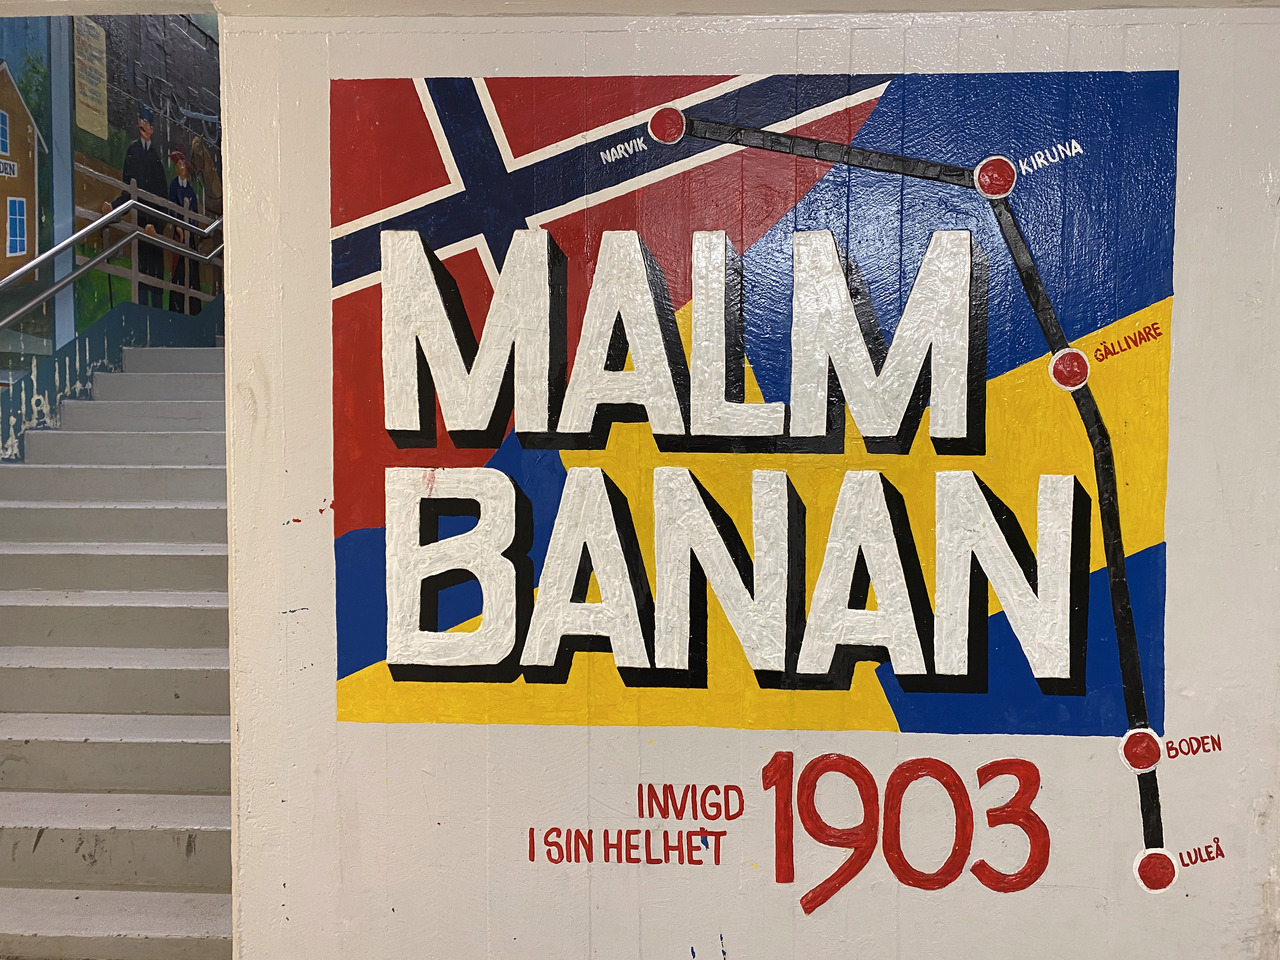 NARVIK
KIRUNA
GÄLLIVARE
MALM
BANAN
BODEN
LULEÅ
INVIGD
I SIN HELHET
1903